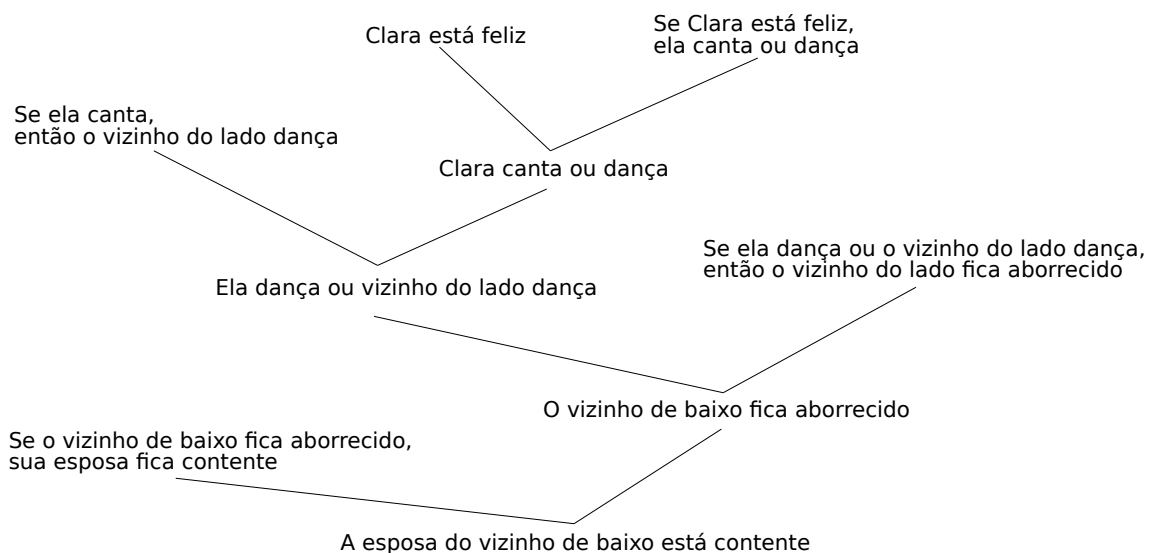 Clara está feliz
Se Clara está feliz,
ela canta ou dança
Se ela canta,
então o vizinho do lado dança
Clara canta ou dança
Se ela dança ou o vizinho do lado dança,
então o vizinho do lado fica aborrecido
Ela dança ou vizinho do lado dança
O vizinho de baixo fica aborrecido
Se o vizinho de baixo fica aborrecido,
sua esposa fica contente
A esposa do vizinho de baixo está contente